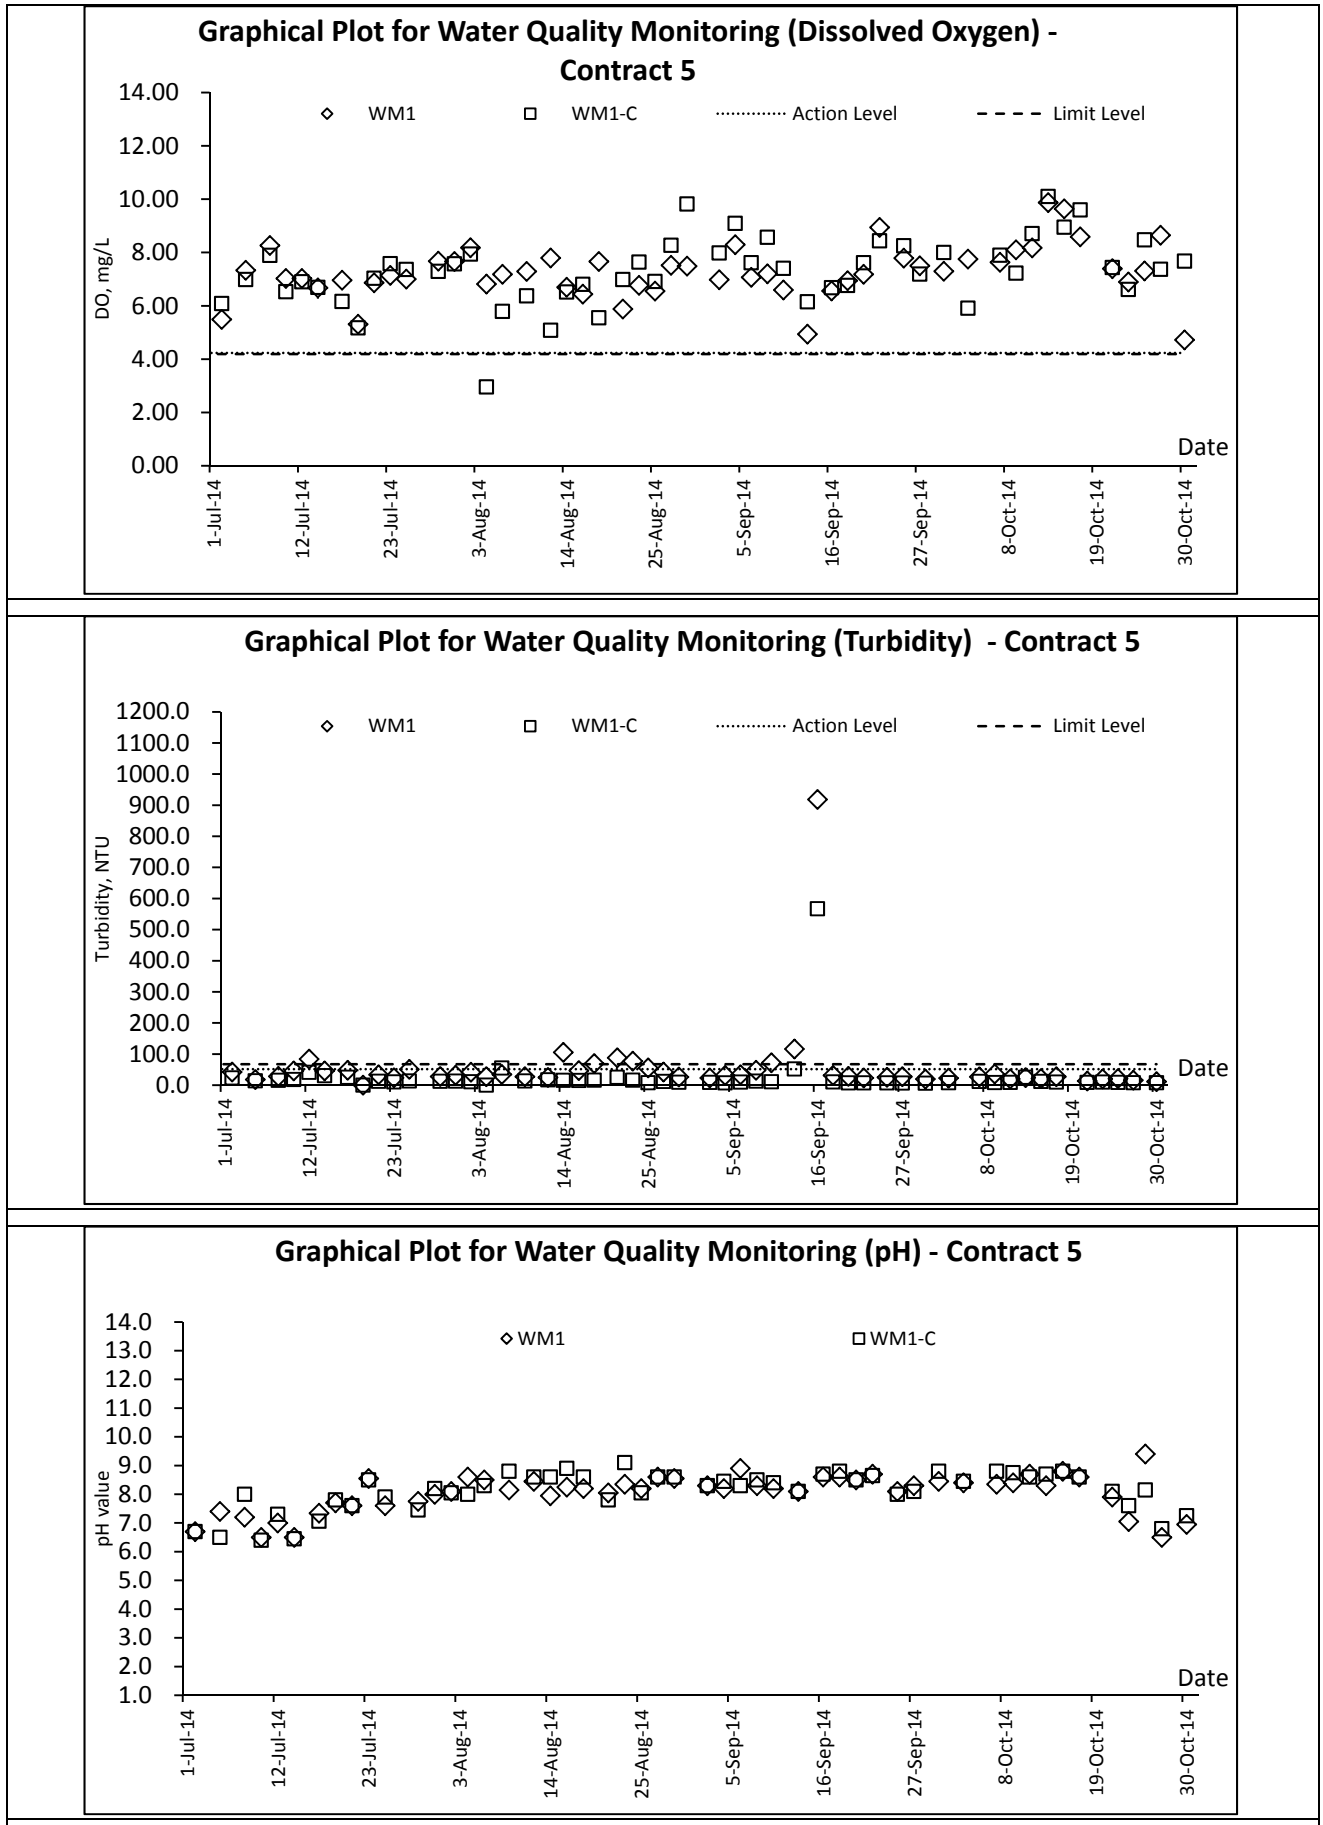 Graphical Plot for Water Quality Monitoring (Dissolved Oxygen) -
Contract 5
WM1
WM1-C
Action Level
Limit Level
14.00
12.00
10.00
8.00
6.00
4.00
2.00
0.00
DO, mg/L
Date
1-Jul-14
12-Jul-14
23-Jul-14
3-Aug-14
14-Aug-14
25-Aug-14
5-Sep-14
16-Sep-14
27-Sep-14
8-Oct-14
19-Oct-14
30-Oct-14
Graphical Plot for Water Quality Monitoring (Turbidity) - Contract 5
WM1
WM1-C
Action Level
Limit Level
1200.0
1100.0
1000.0
900.0
800.0
700.0
600.0
500.0
400.0
300.0
200.0
100.0
0.0
Turbidity, NTU
Date
1-Jul-14
12-Jul-14
23-Jul-14
3-Aug-14
14-Aug-14
25-Aug-14
5-Sep-14
16-Sep-14
27-Sep-14
8-Oct-14
19-Oct-14
30-Oct-14
Graphical Plot for Water Quality Monitoring (pH) - Contract 5
WM1
WM1-C
14.0
13.0
12.0
11.0
10.0
9.0
8.0
7.0
6.0
5.0
4.0
3.0
2.0
1.0
pH value
Date
1-Jul-14
12-Jul-14
23-Jul-14
3-Aug-14
14-Aug-14
25-Aug-14
5-Sep-14
16-Sep-14
27-Sep-14
8-Oct-14
19-Oct-14
30-Oct-14